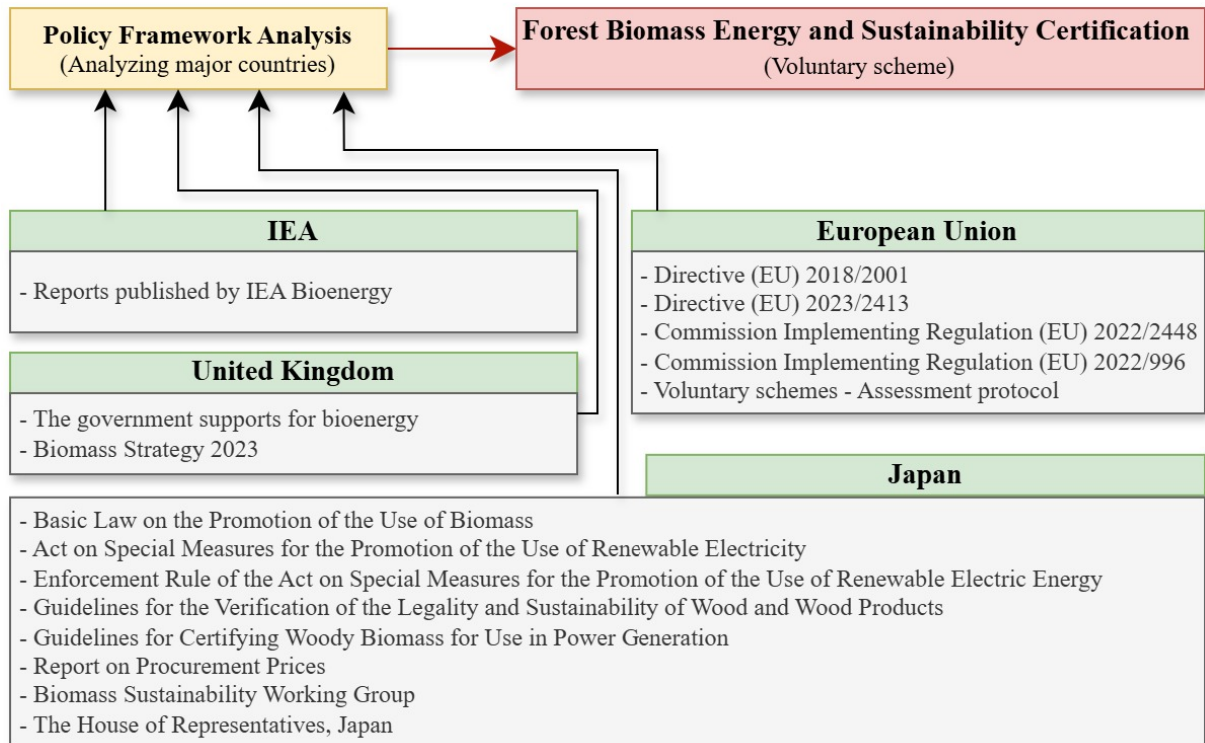 Policy Framework Analysis
(Analyzing major countries)
Forest Biomass Energy and Sustainability Certification
(Voluntary scheme)
IEA
- Reports published by IEA Bioenergy
European Union
- Directive (EU) 2018/2001
- Directive (EU) 2023/2413
- Commission Implementing Regulation (EU) 2022/2448
- Commission Implementing Regulation (EU) 2022/996
- Voluntary schemes - Assessment protocol
United Kingdom
- The government supports for bioenergy
- Biomass Strategy 2023
Japan
- Basic Law on the Promotion of the Use of Biomass
- Act on Special Measures for the Promotion of the Use of Renewable Electricity
- Enforcement Rule of the Act on Special Measures for the Promotion of the Use of Renewable Electric Energy
- Guidelines for the Verification of the Legality and Sustainability of Wood and Wood Products
- Guidelines for Certifying Woody Biomass for Use in Power Generation
- Report on Procurement Prices
- Biomass Sustainability Working Group
- The House of Representatives, Japan